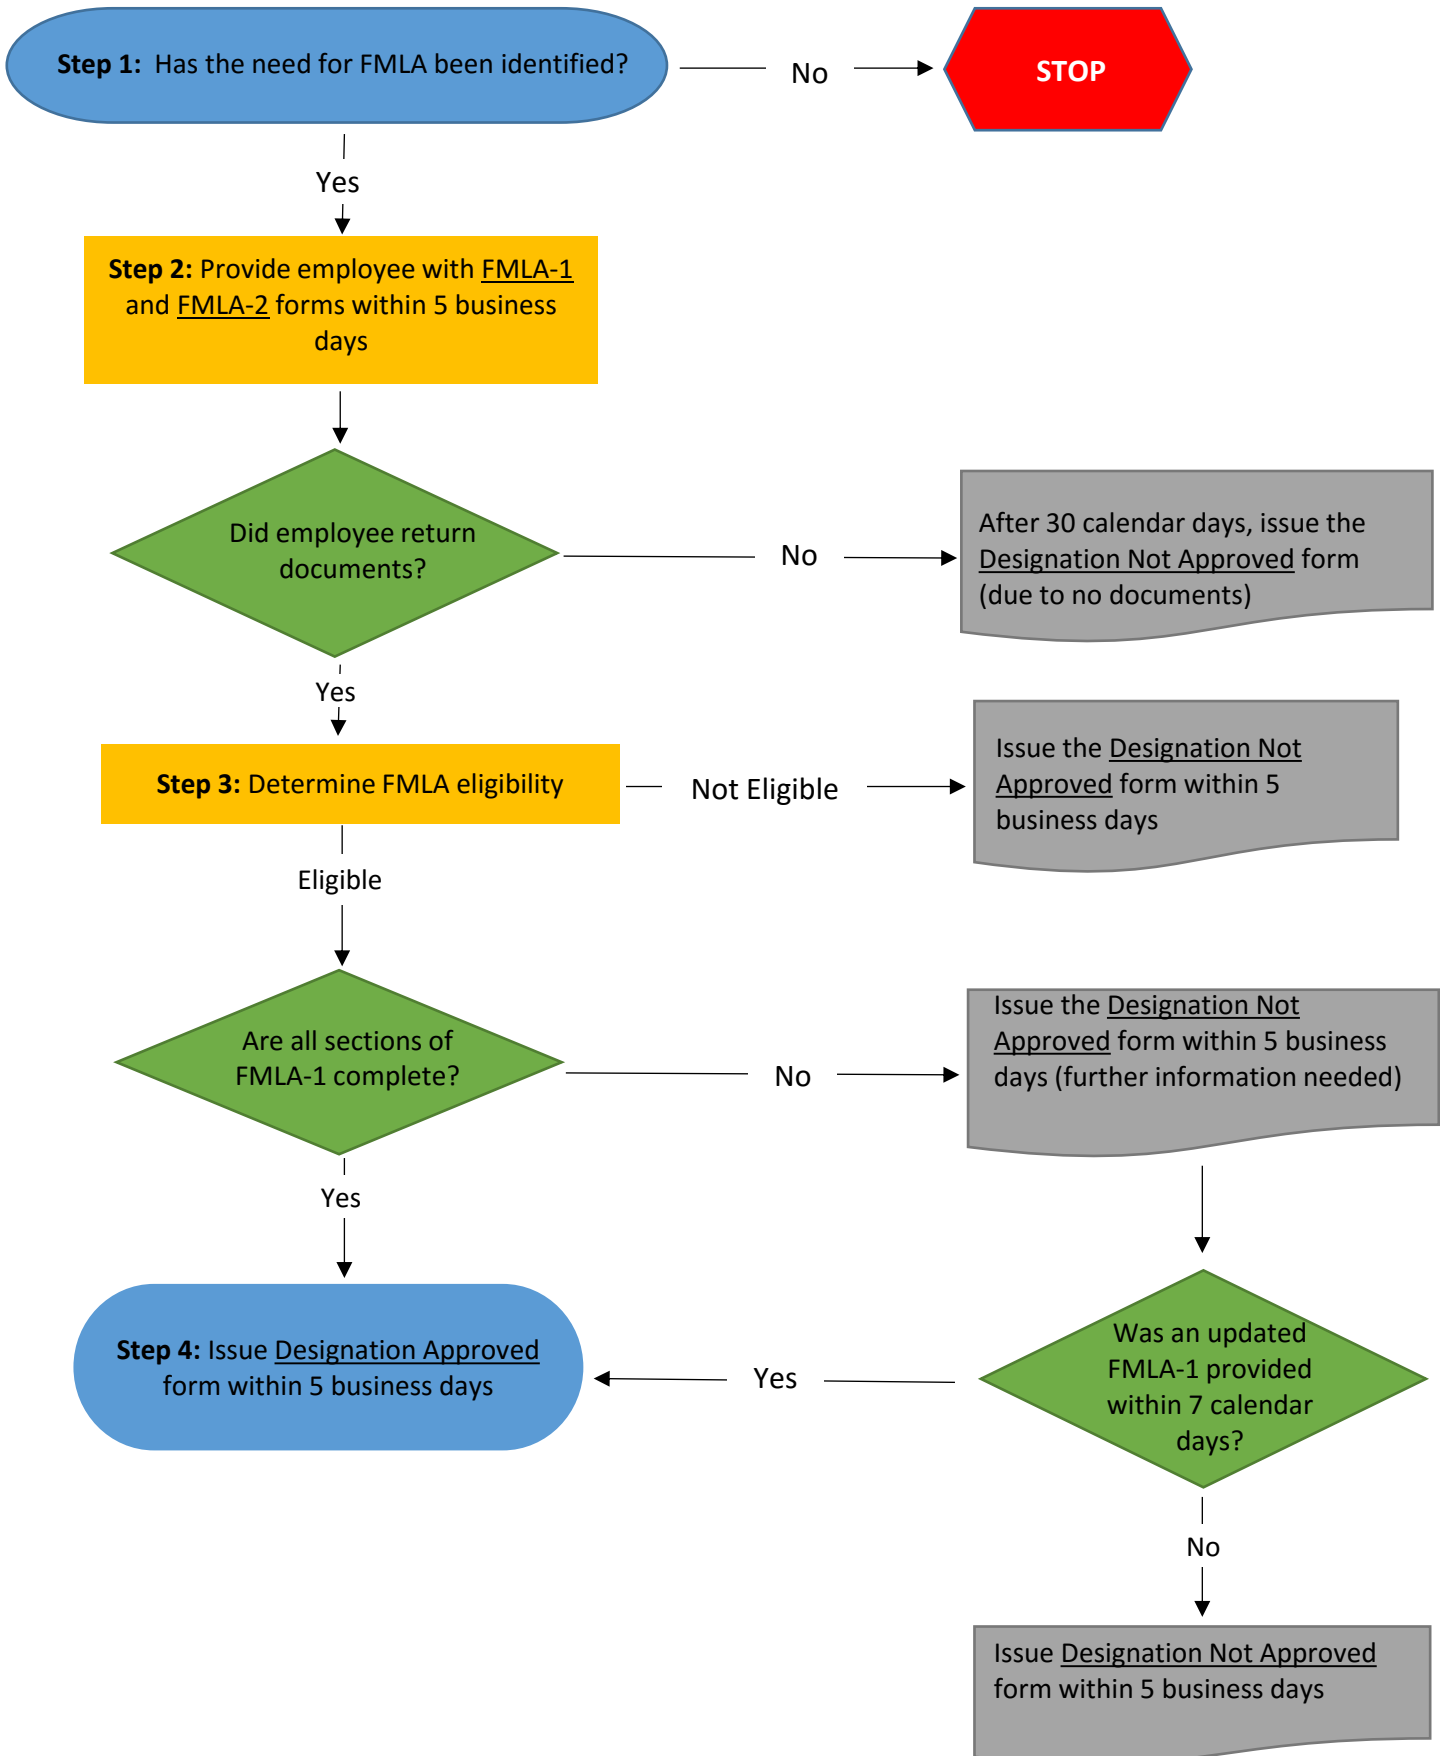 Step 1: Has the need for FMLA been identified?
No
STOP
Yes
Step 2: Provide employee with FMLA-1
and FMLA-2 forms within 5 business
days
Did employee return
documents?
No
After 30 calendar days, issue the
Designation Not Approved form
(due to no documents)
Yes
Step 3: Determine FMLA eligibility
Not Eligible
Issue the Designation Not
Approved form within 5
business days
Eligible
Are all sections of
FMLA-1 complete?
No
Issue the Designation Not
Approved form within 5 business
days (further information needed)
Yes
Step 4: Issue Designation Approved
form within 5 business days
Yes
Was an updated
FMLA-1 provided
within 7 calendar
days?
No
Issue Designation Not Approved
form within 5 business days